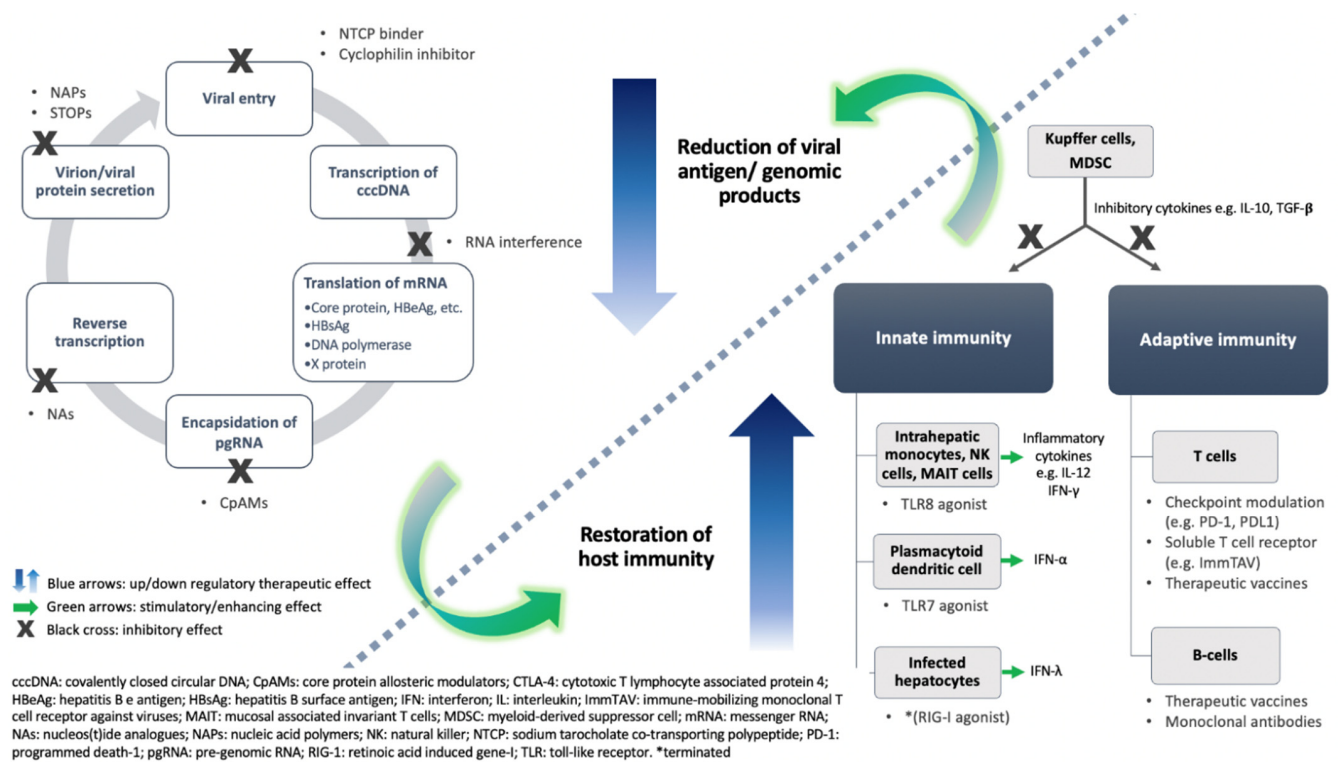 • NTCP binder
• Cyclophilin inhibitor
Viral entry
• NAPs
• STOPs
Virion/viral
protein secretion
Transcription of
cccDNA
• RNA interference
Translation of mRNA
•Core protein, HBeAg, etc.
•HBsAg
•DNA polymerase
•X protein
Reverse
transcription
• NAs
Encapsidation of
pgRNA
• CpAMs
Reduction of viral
antigen/ genomic
products
Restoration of
host immunity
Kupffer cells,
MDSC
Inhibitory cytokines e.g. IL-10, TGF-β
Innate immunity
Intrahepatic
monocytes, NK
cells, MAIT cells
Inflammatory
cytokines
e.g. IL-12
IFN-γ
• TLR8 agonist
Plasmacytoid
dendritic cell
IFN-α
• TLR7 agonist
Infected
hepatocytes
IFN-λ
• *(RIG-I agonist)
Adaptive immunity
T cells
• Checkpoint modulation
(e.g. PD-1, PDL1)
• Soluble T cell receptor
(e.g. ImmTAV)
• Therapeutic vaccines
B-cells
• Therapeutic vaccines
• Monoclonal antibodies
Blue arrows: up/down regulatory therapeutic effect
Green arrows: stimulatory/enhancing effect
X Black cross: inhibitory effect
cccDNA: covalently closed circular DNA; CpAMs: core protein allosteric modulators; CTLA-4: cytotoxic T lymphocyte associated protein 4;
HBeAg: hepatitis B e antigen; HBsAg: hepatitis B surface antigen; IFN: interferon; IL: interleukin; ImmTAV: immune-mobilizing monoclonal T
cell receptor against viruses; MAIT: mucosal associated invariant T cells; MDSC: myeloid-derived suppressor cell; mRNA: messenger RNA;
NAs: nucleos(t)ide analogues; NAPs: nucleic acid polymers; NK: natural killer; NTCP: sodium tarocholate co-transporting polypeptide; PD-1:
programmed death-1; pgRNA: pre-genomic RNA; RIG-1: retinoic acid induced gene-I; TLR: toll-like receptor. *terminated